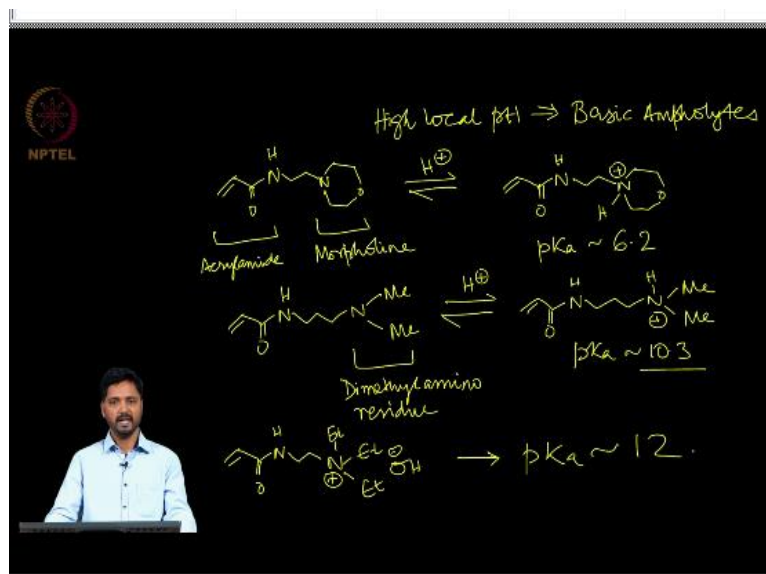 NPTEL
High local pH → Basic Ampholytes
H
N
N
O
O
H⊕
⇌
H
N
⊕
N
H
O
O
Acrylamide
Morpholine
pKa ~ 6.2
H
N
N
Me
Me
O
H⊕
⇌
H
N
H
N
⊕
Me
Me
O
Dimethylamino
residue
pKa ~ 10.3
H
N
O
Et
N
⊕
Et
Et
⊖
OH
→ pKa ~ 12.